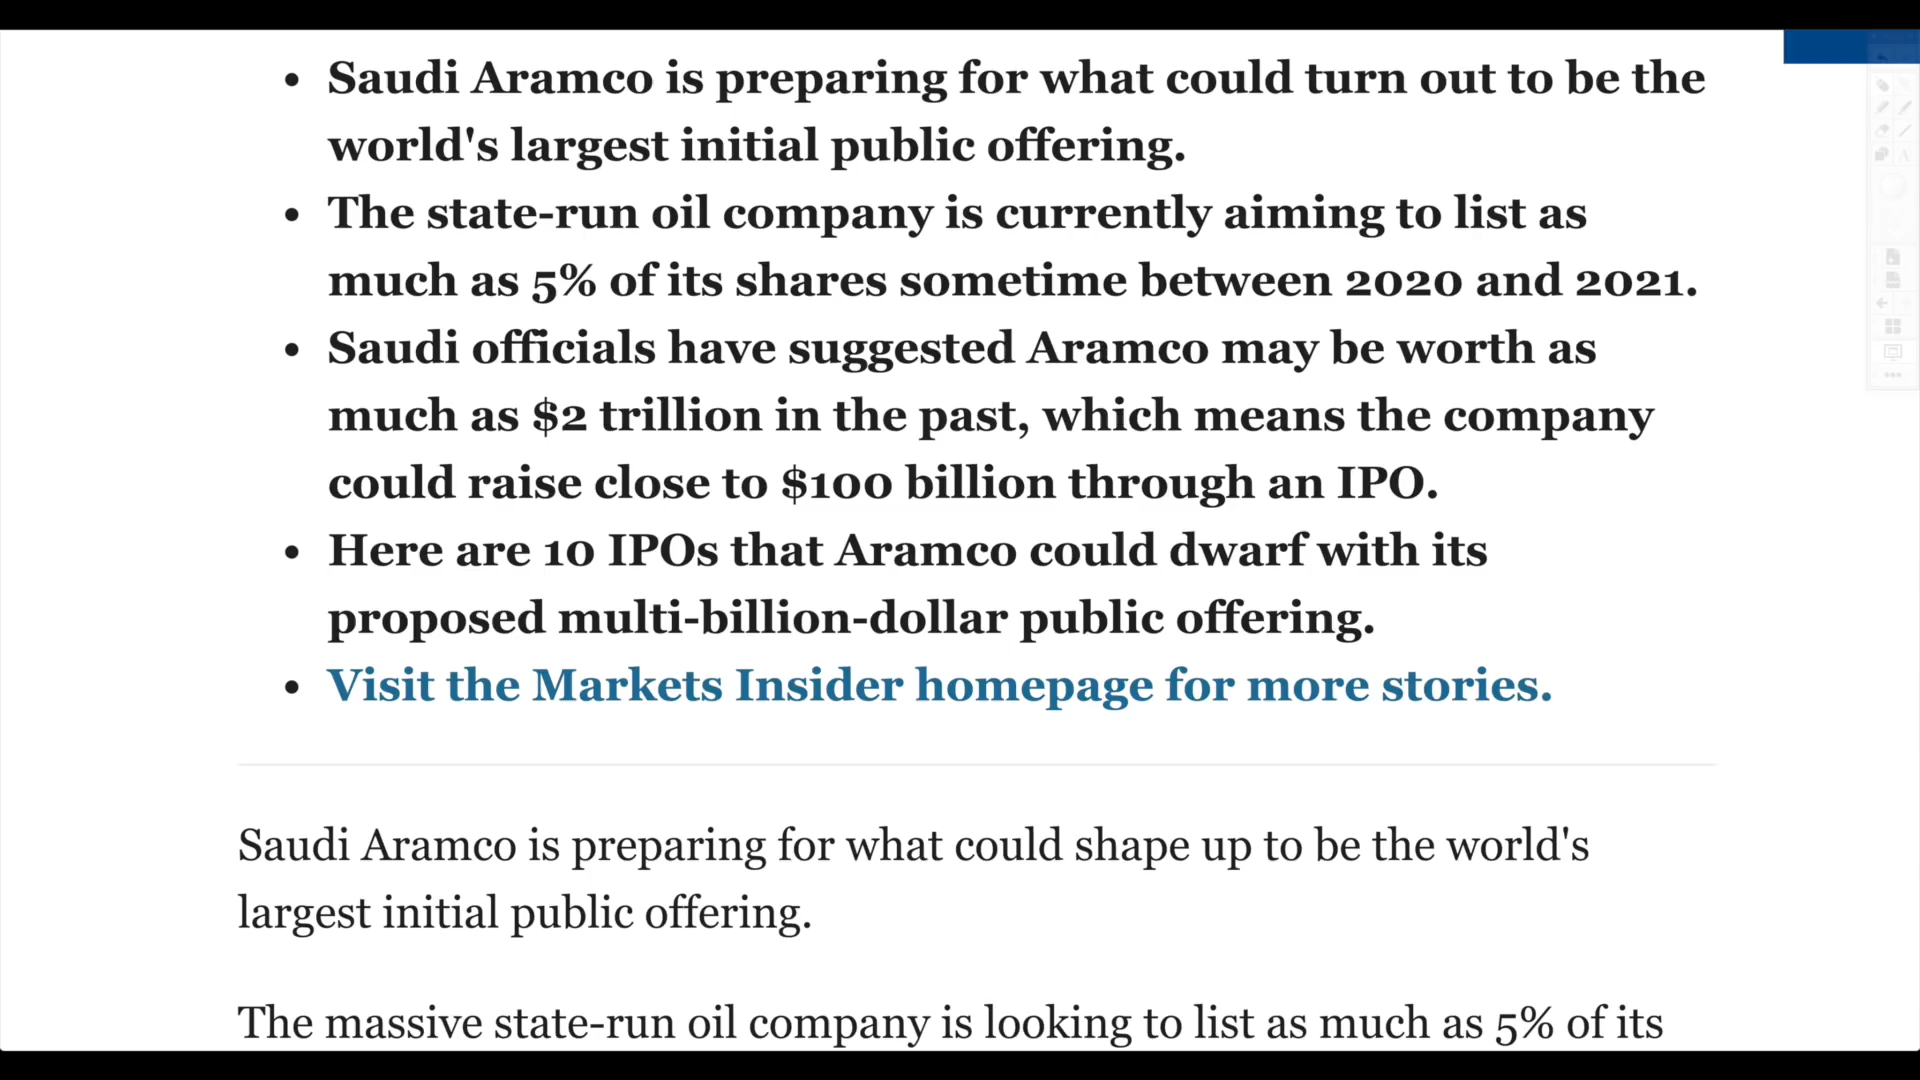 • Saudi Aramco is preparing for what could turn out to be the
world's largest initial public offering.
• The state-run oil company is currently aiming to list as
much as 5% of its shares sometime between 2020 and 2021.
• Saudi officials have suggested Aramco may be worth as
much as $2 trillion in the past, which means the company
could raise close to $100 billion through an IPO.
• Here are 10 IPOs that Aramco could dwarf with its
proposed multi-billion-dollar public offering.
• Visit the Markets Insider homepage for more stories.
Saudi Aramco is preparing for what could shape up to be the world's
largest initial public offering.
The massive state-run oil company is looking to list as much as 5% of its